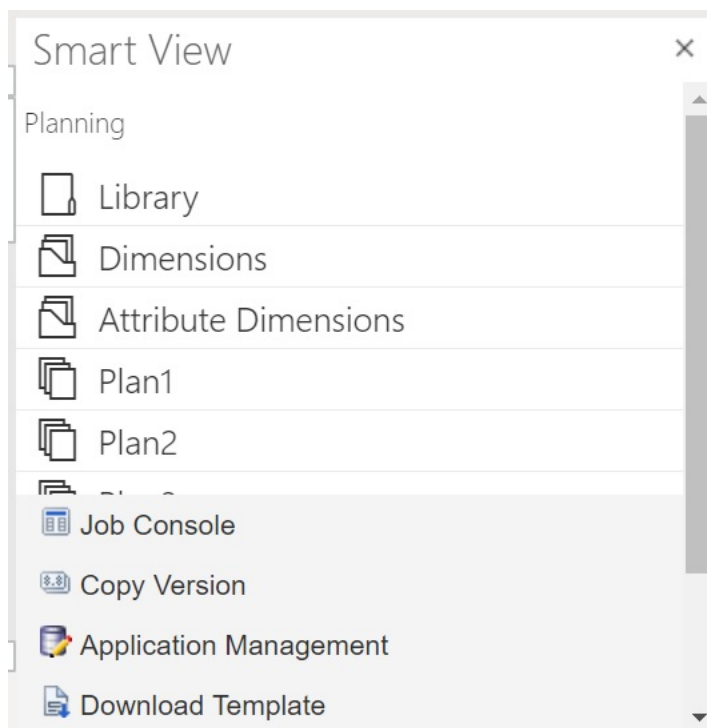 Smart View
Planning
Library
Dimensions
Attribute Dimensions
Plan1
Plan2
Job Console
Copy Version
Application Management
Download Template